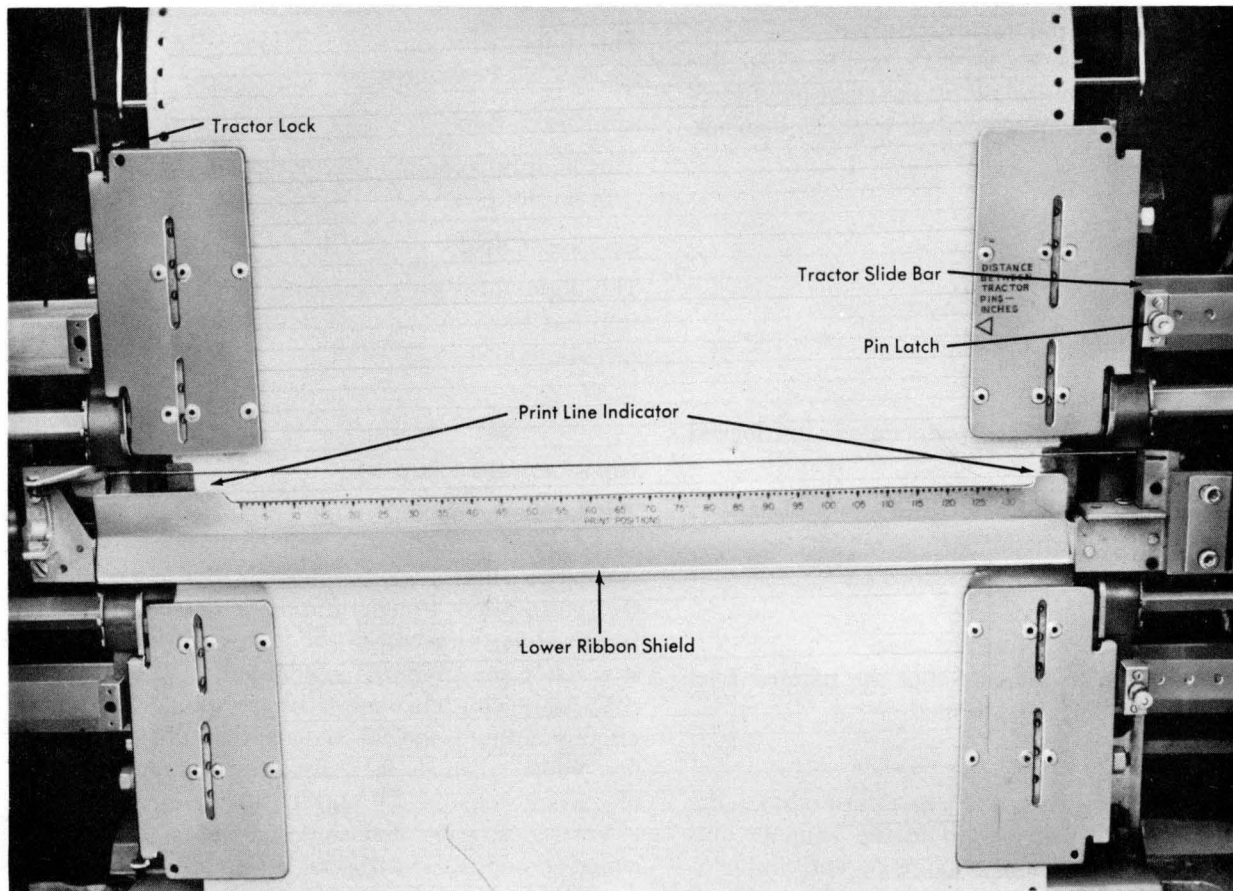 Tractor Lock
Tractor Slide Bar
DISTANCE
BETWEEN
TRACTOR
PINS—
INCHES
Pin Latch
Print Line Indicator
5 10 15 20 25 30 35 40 45 50 55 60 65 70 75 80 85 90 95 100 105 110 115 120 125 130
PRINT POSITIONS
Lower Ribbon Shield